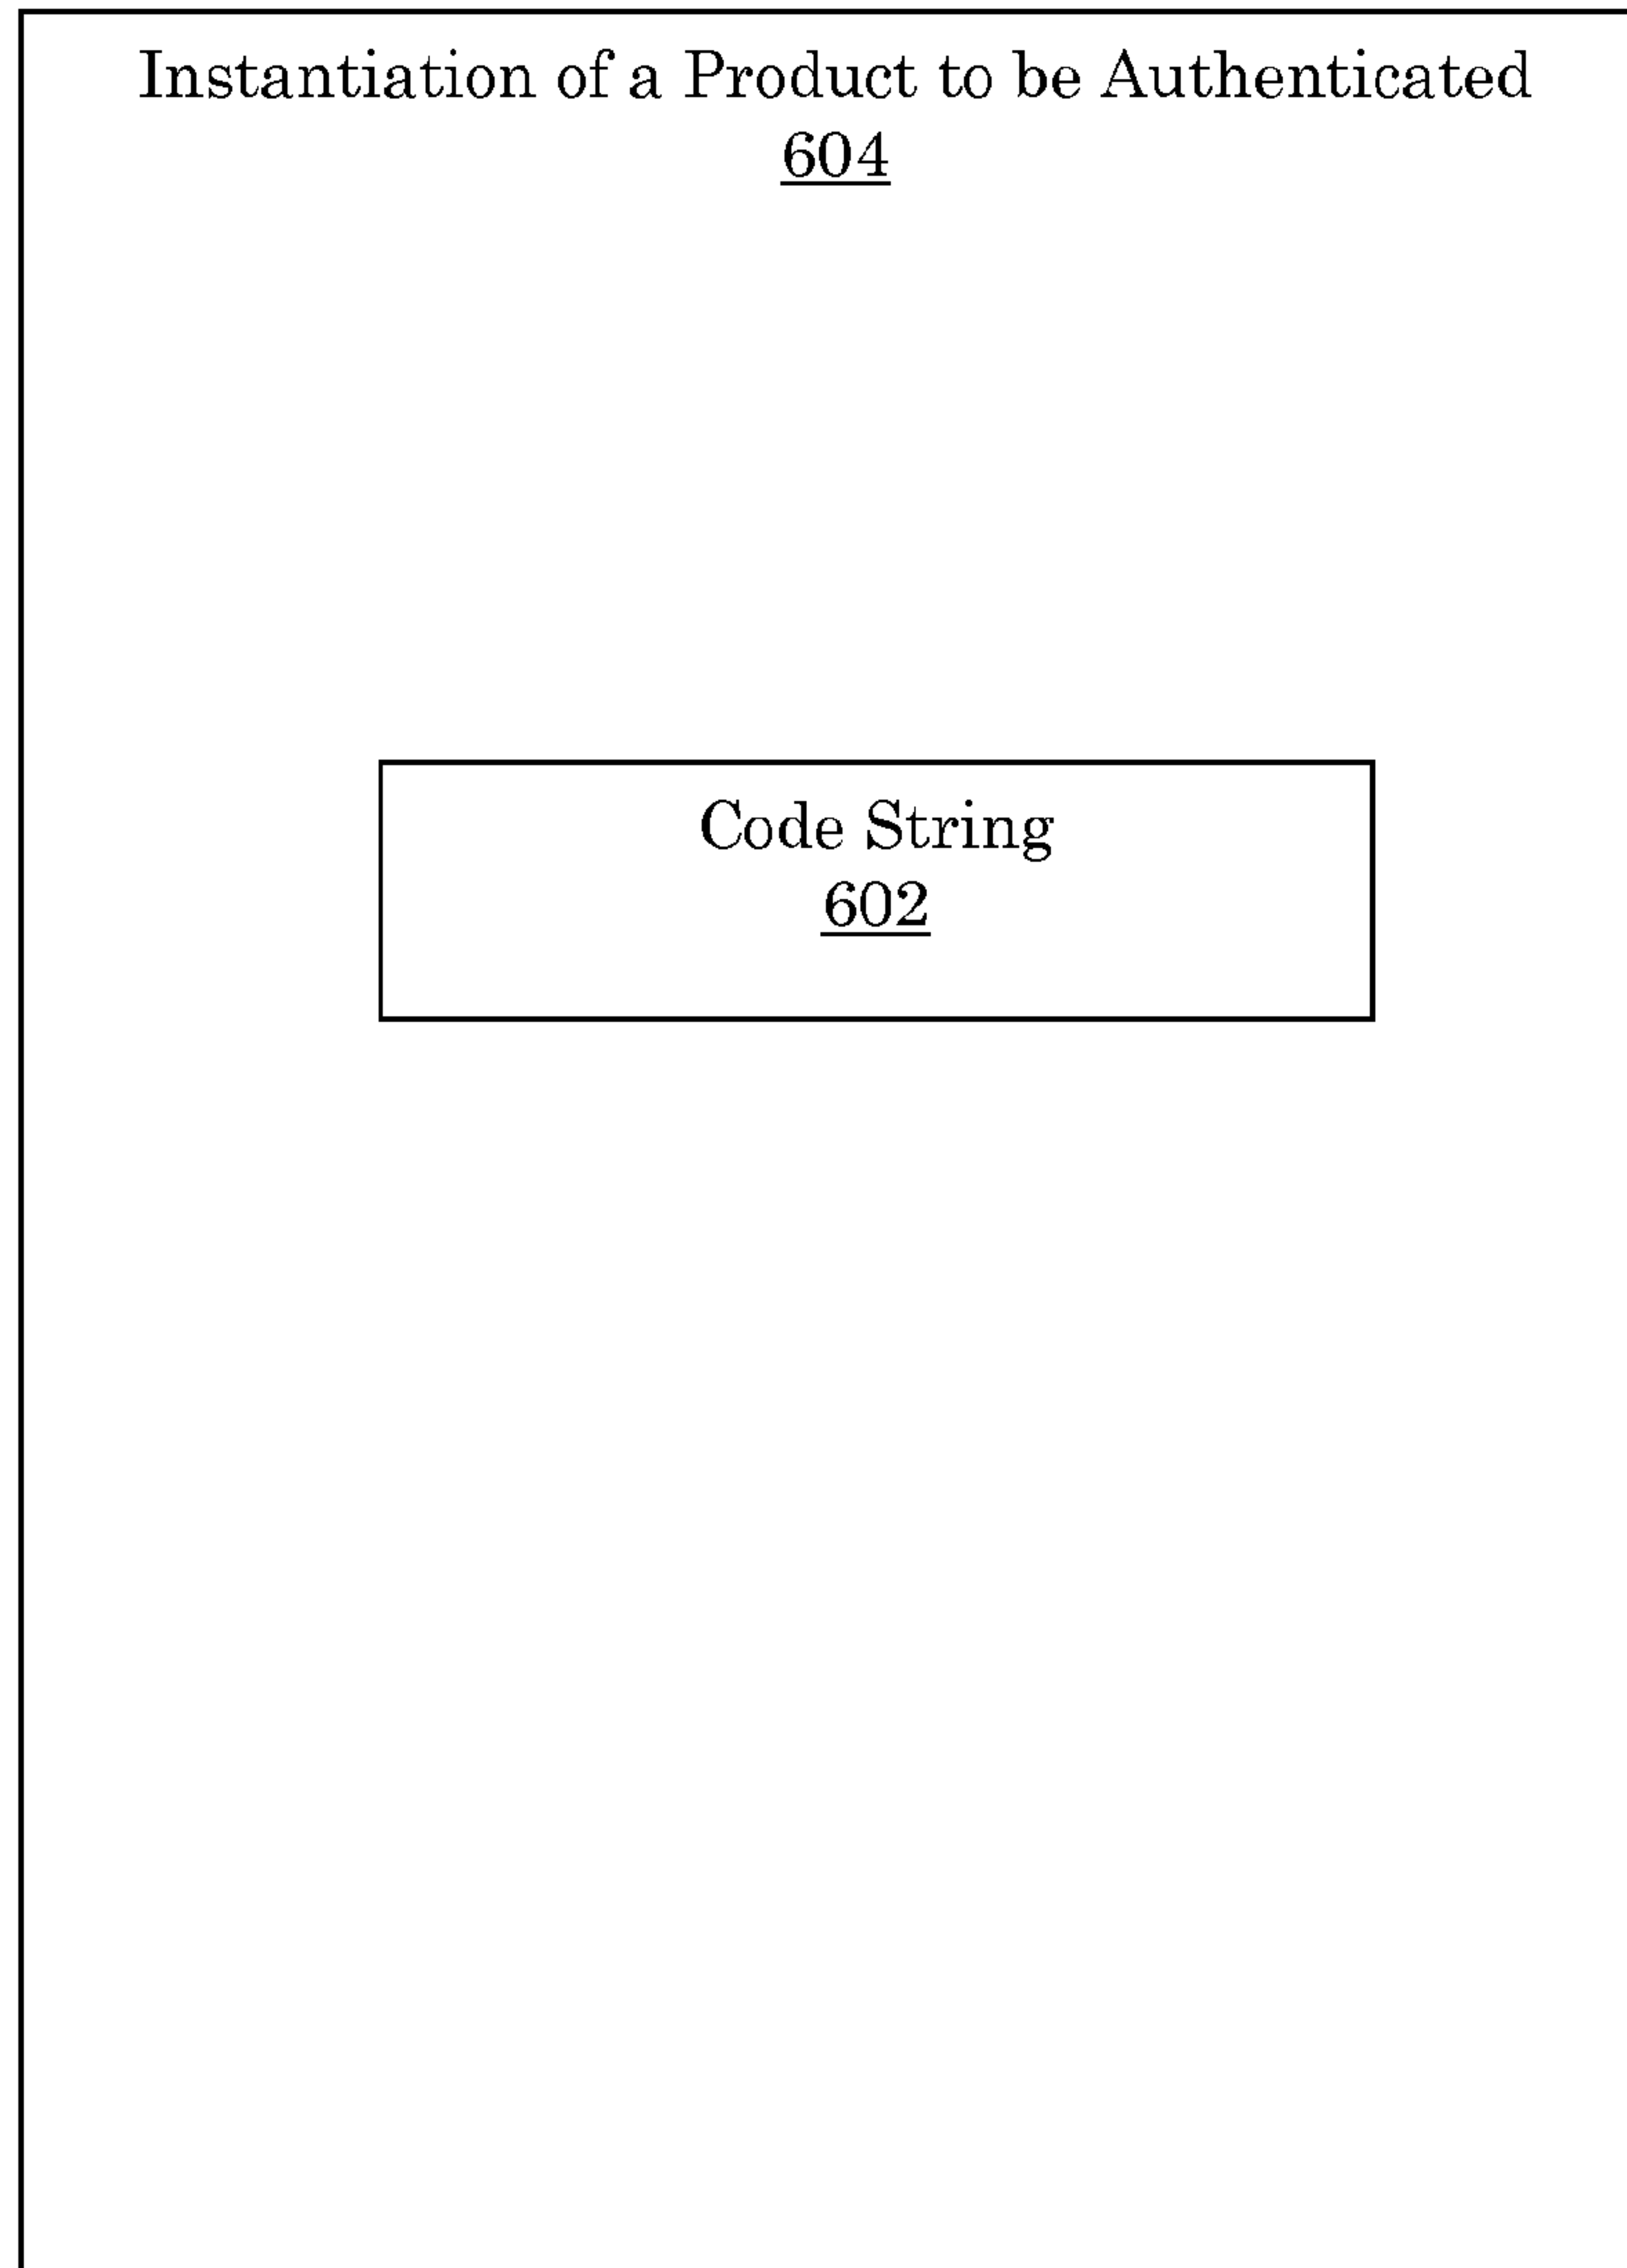 Instantiation of a Product to be Authenticated
604
Code String
602